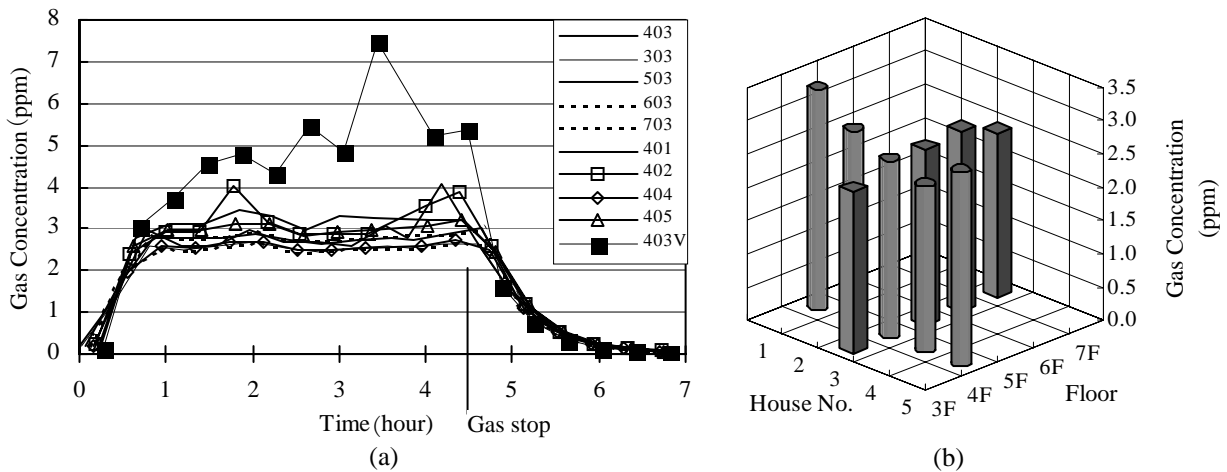 8
7
6
5
4
3
2
1
0
Gas Concentration (ppm)
0 1 2 3 4 5 6 7
Time (hour)
Gas stop
403
303
503
603
703
401
402
404
405
403V
(a)
3.5
3.0
2.5
2.0
1.5
1.0
0.5
0.0
Gas Concentration
(ppm)
1
2
3
4
5
House No.
3F
4F
5F
6F
7F
Floor
(b)